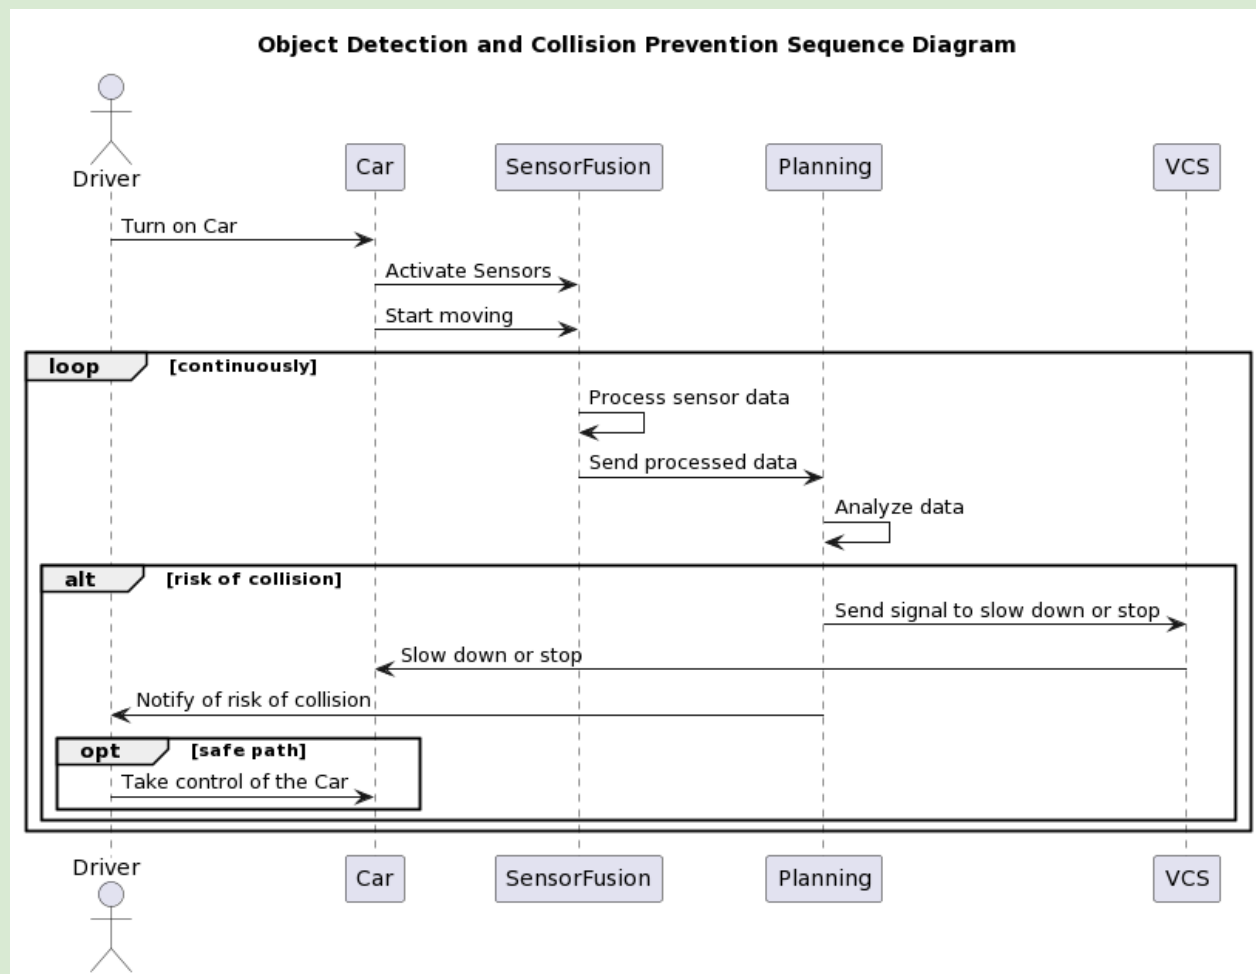 Object Detection and Collision Prevention Sequence Diagram
Driver
Car
SensorFusion
Planning
VCS
Turn on Car
Activate Sensors
Start moving
loop [continuously]
Process sensor data
Send processed data
Analyze data
alt [risk of collision]
Send signal to slow down or stop
Slow down or stop
Notify of risk of collision
opt [safe path]
Take control of the Car
Driver
Car
SensorFusion
Planning
VCS